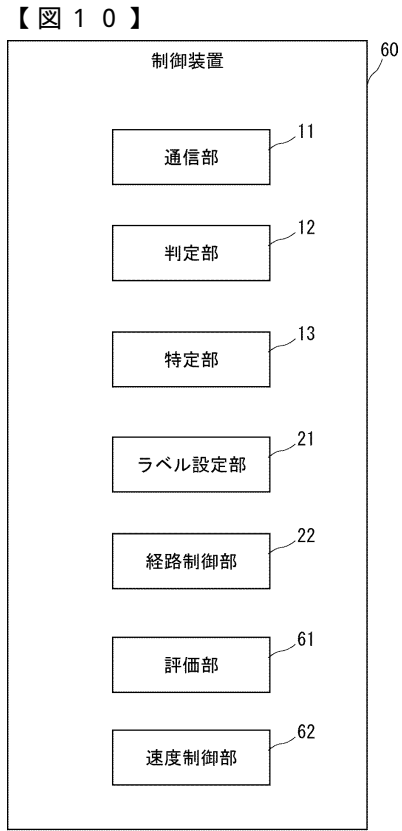 【図１０】
60
制御装置
11
通信部
12
判定部
13
特定部
21
ラベル設定部
22
経路制御部
61
評価部
62
速度制御部